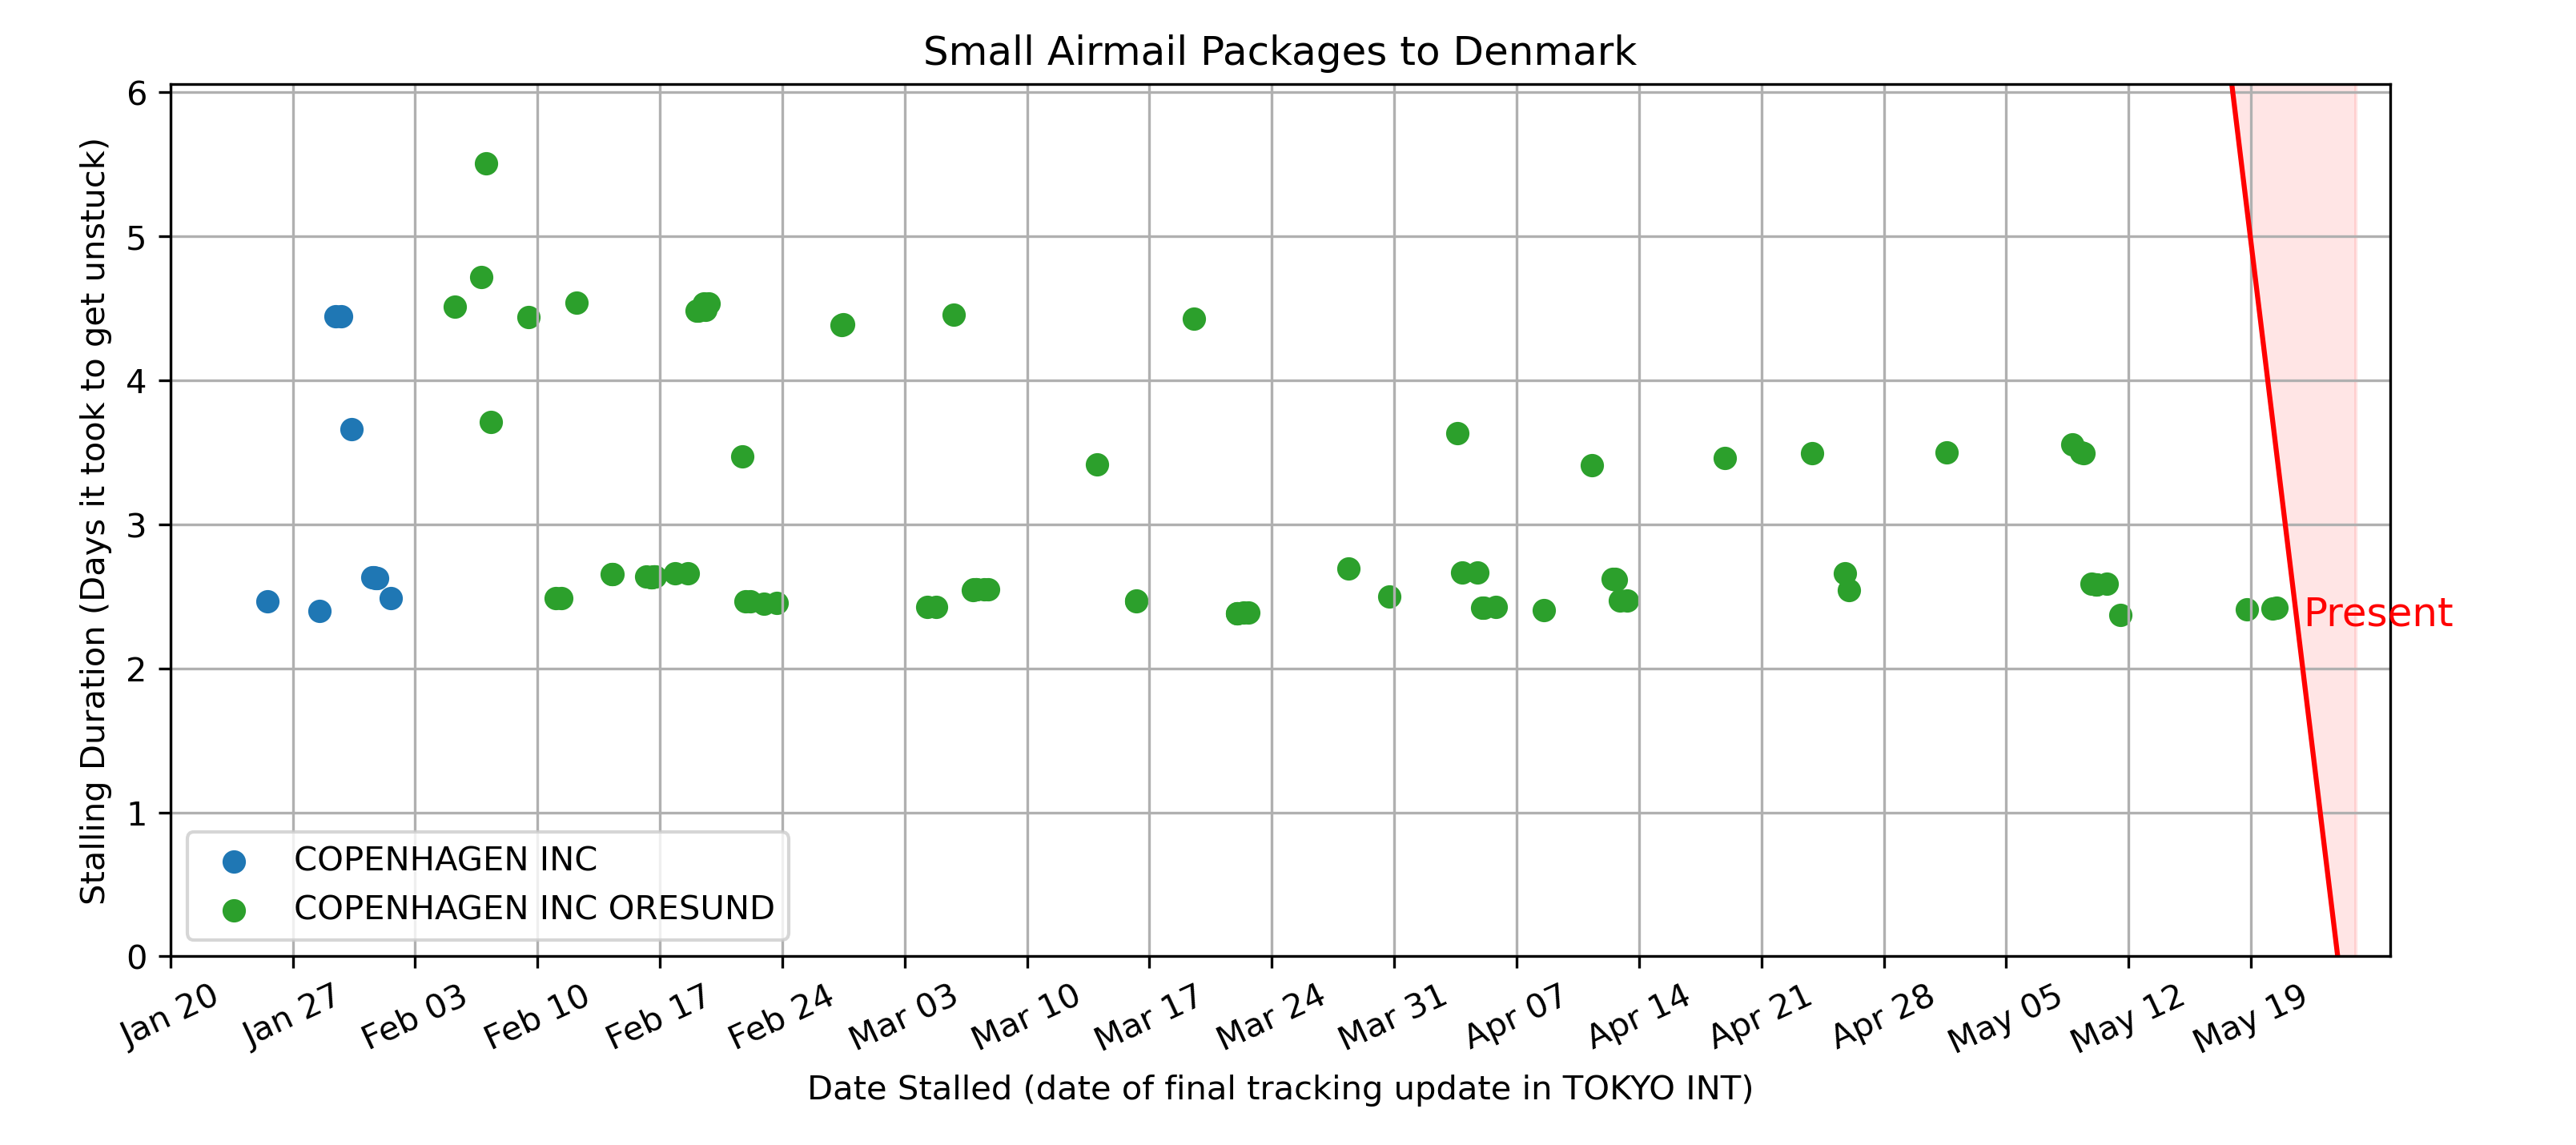 Small Airmail Packages to Denmark
Stalling Duration (Days it took to get unstuck)
6
5
4
3
2
1
0
Present
COPENHAGEN INC
COPENHAGEN INC ORESUND
Jan 20
Jan 27
Feb 03
Feb 10
Feb 17
Feb 24
Mar 03
Mar 10
Mar 17
Mar 24
Mar 31
Apr 07
Apr 14
Apr 21
Apr 28
May 05
May 12
May 19
Date Stalled (date of final tracking update in TOKYO INT)